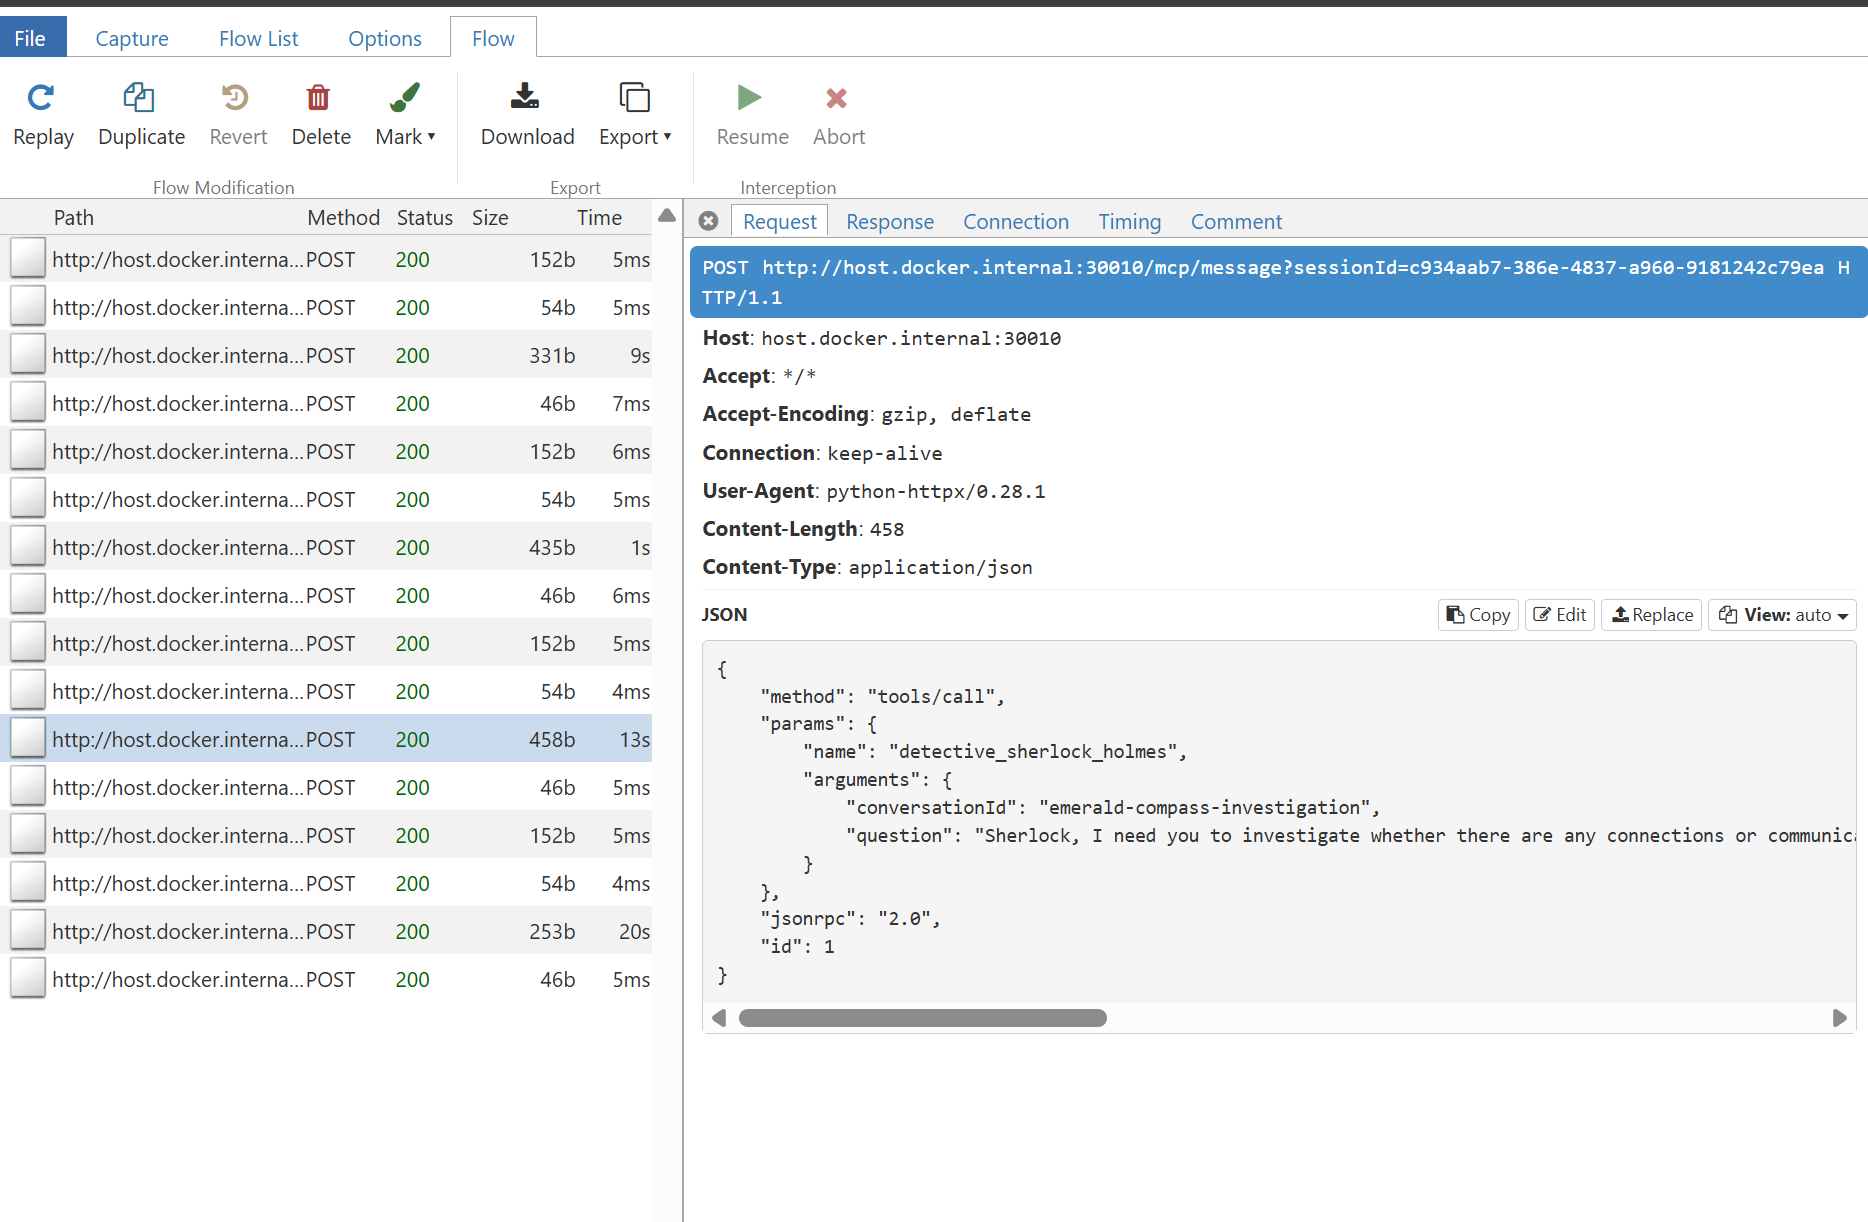 File Capture Flow List Options Flow
Replay Duplicate Revert Delete Mark Download Export Resume Abort
Flow Modification Export Interception
Path Method Status Size Time
http://host.docker.interna... POST 200 152b 5ms
http://host.docker.interna... POST 200 54b 5ms
http://host.docker.interna... POST 200 331b 9s
http://host.docker.interna... POST 200 46b 7ms
http://host.docker.interna... POST 200 152b 6ms
http://host.docker.interna... POST 200 54b 5ms
http://host.docker.interna... POST 200 435b 1s
http://host.docker.interna... POST 200 46b 6ms
http://host.docker.interna... POST 200 152b 5ms
http://host.docker.interna... POST 200 54b 4ms
http://host.docker.interna... POST 200 458b 13s
http://host.docker.interna... POST 200 46b 5ms
http://host.docker.interna... POST 200 152b 5ms
http://host.docker.interna... POST 200 54b 4ms
http://host.docker.interna... POST 200 253b 20s
http://host.docker.interna... POST 200 46b 5ms
Request Response Connection Timing Comment
POST http://host.docker.internal:30010/mcp/message?sessionId=c934aab7-386e-4837-a960-9181242c79ea H
TTP/1.1
Host: host.docker.internal:30010
Accept: */*
Accept-Encoding: gzip, deflate
Connection: keep-alive
User-Agent: python-httpx/0.28.1
Content-Length: 458
Content-Type: application/json
JSON Copy Edit Replace View: auto
{
"method": "tools/call",
"params": {
"name": "detective_sherlock_holmes",
"arguments": {
"conversationId": "emerald-compass-investigation",
"question": "Sherlock, I need you to investigate whether there are any connections or communic
}
},
"jsonrpc": "2.0",
"id": 1
}